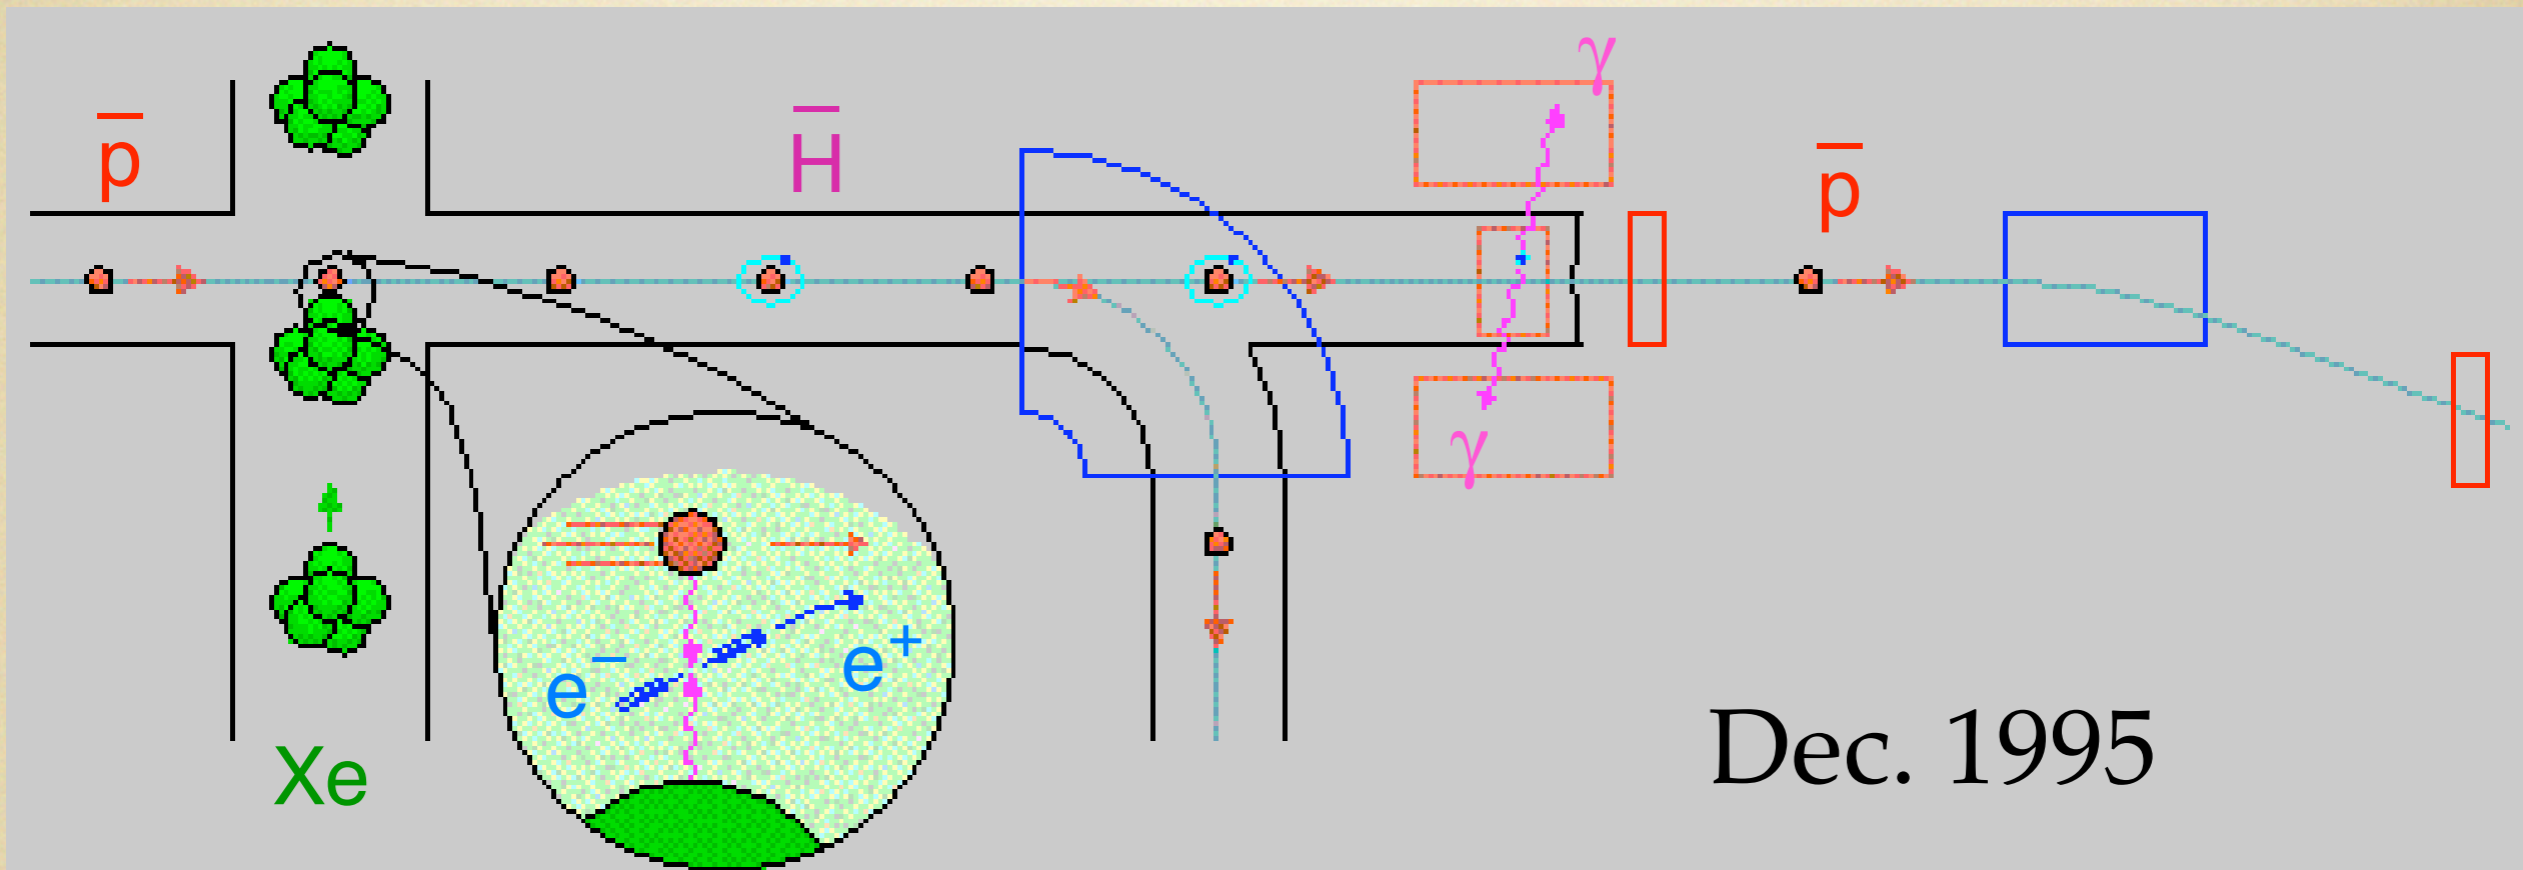 γ
p̅
H̅
p̅
γ
e⁻
e⁺
Xe
Dec. 1995